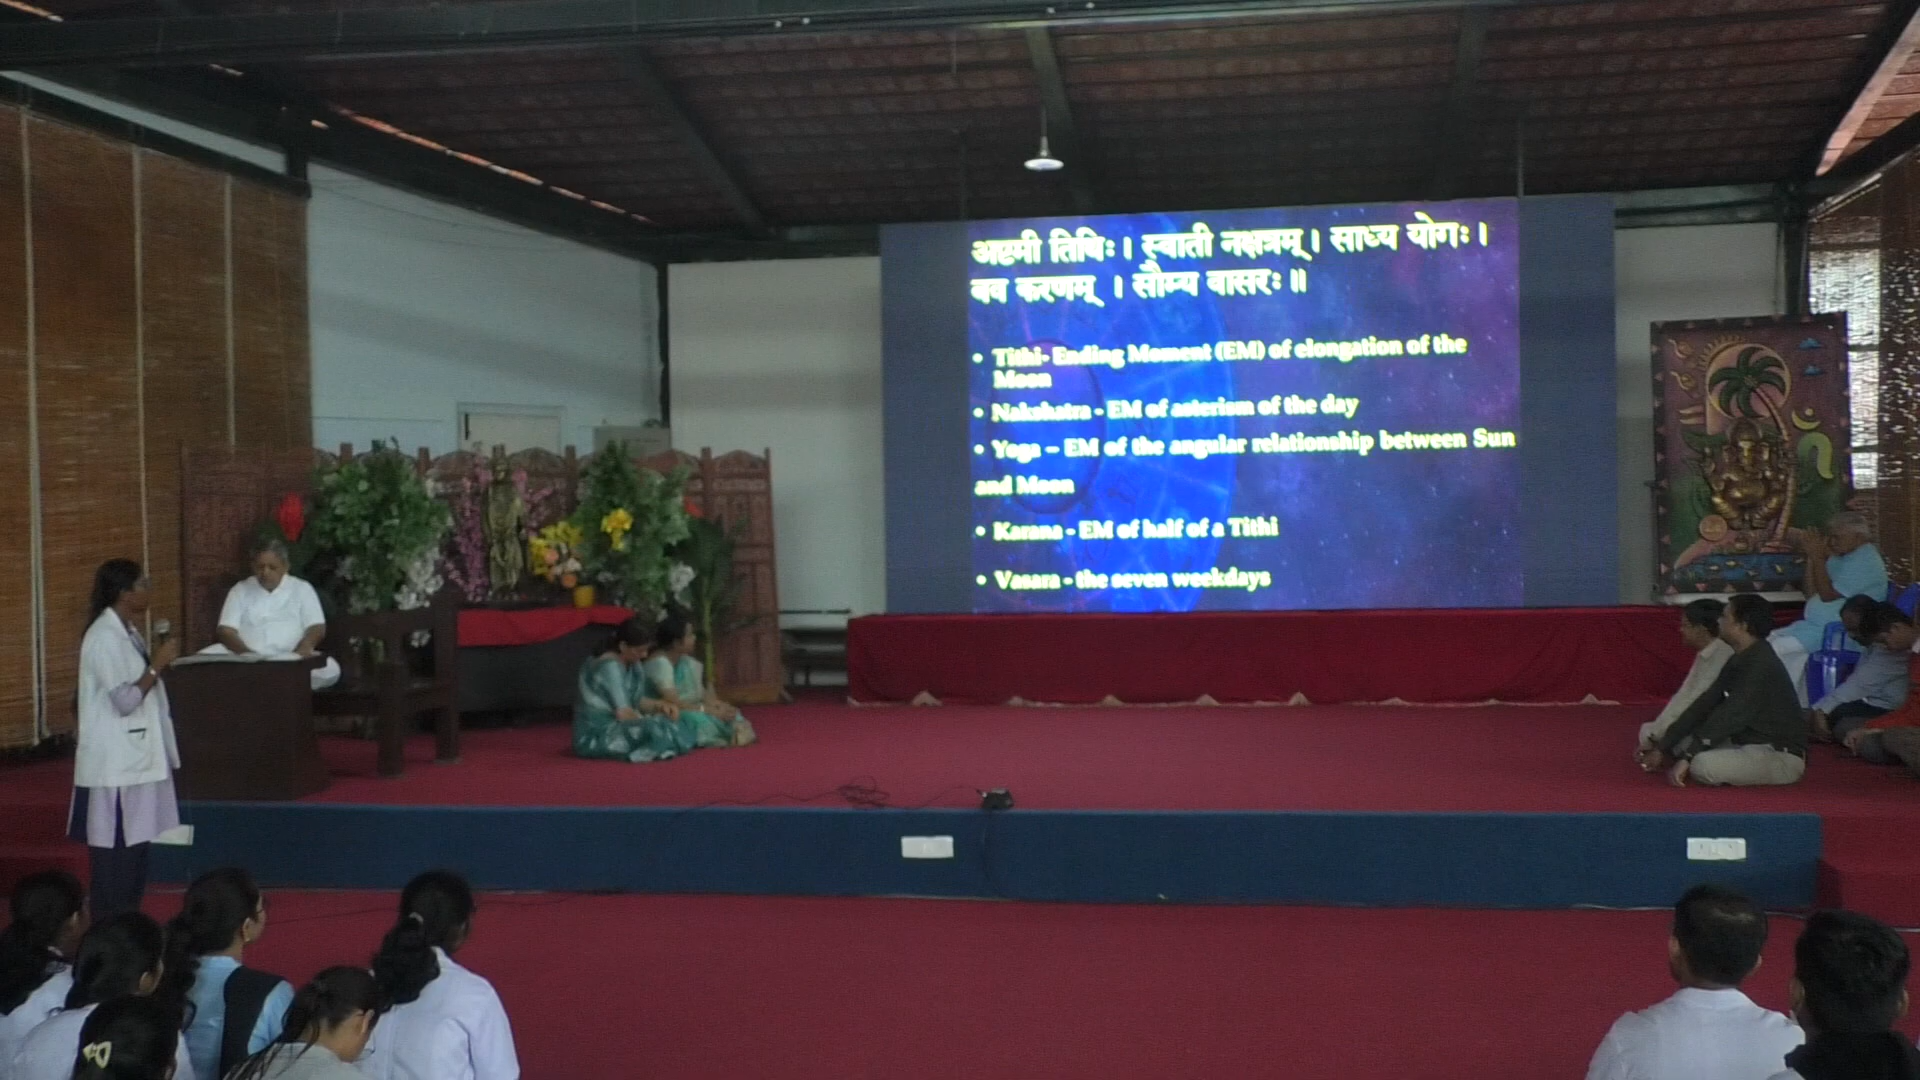 अष्टमी तिथिः। स्वाती नक्षत्रम्। साध्य योगः।
बव करणम् । सौम्य वासरः॥
• Tithi- Ending Moment (EM) of elongation of the
Moon
• Nakshatra - EM of asterism of the day
• Yoga – EM of the angular relationship between Sun
and Moon
• Karana - EM of half of a Tithi
• Vasara - the seven weekdays